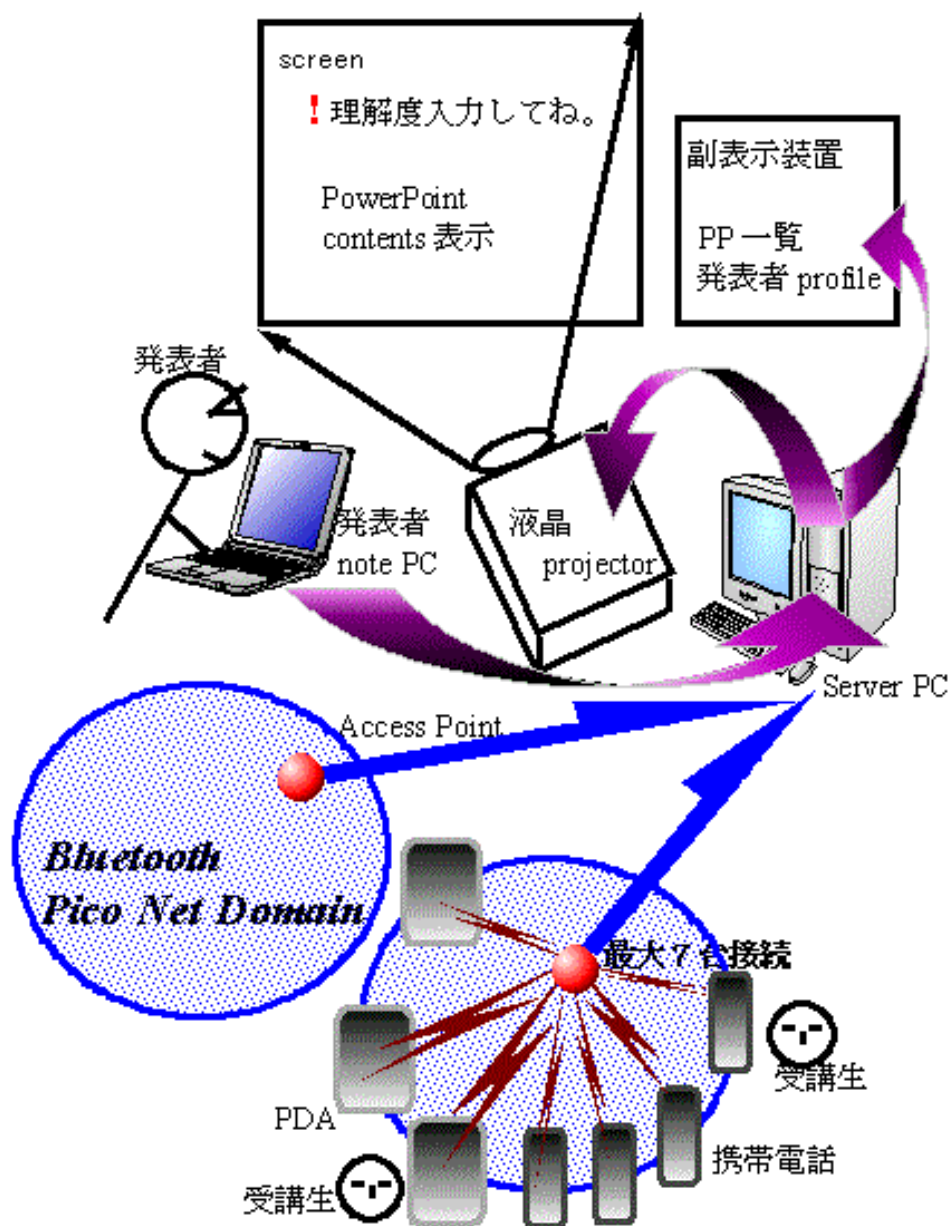 screen
！理解度入力してね。
PowerPoint
contents 表示
副表示装置
PP 一覧
発表者 profile
発表者
発表者
note PC
液晶
projector
Server PC
Access Point
Bluetooth
Pico Net Domain
最大７台接続
受講生
PDA
携帯電話
受講生